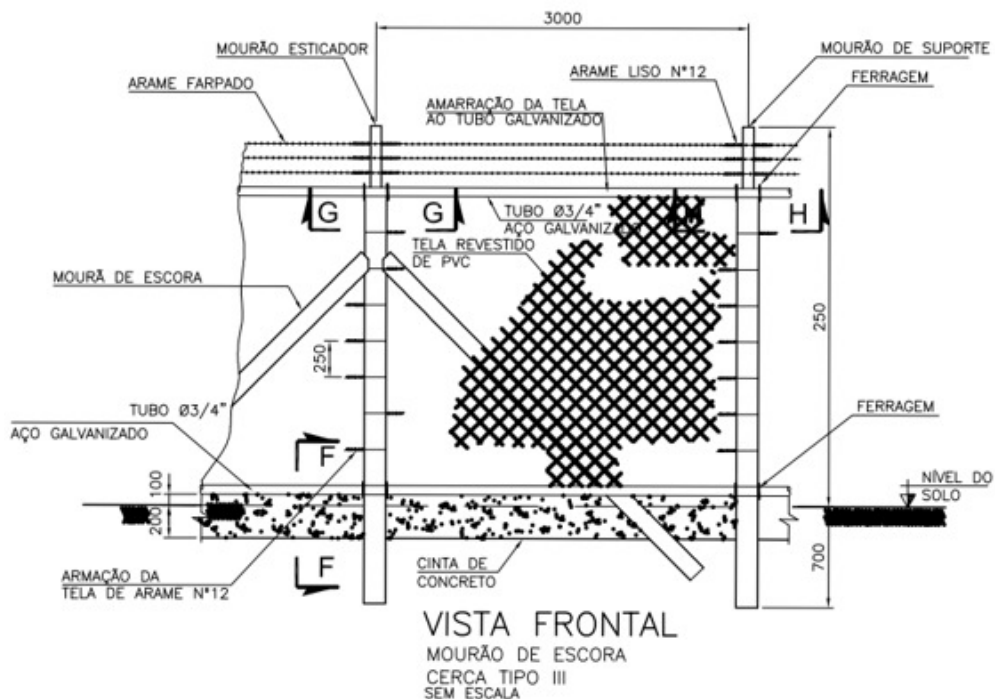 3000
MOURÃO ESTICADOR
MOURÃO DE SUPORTE
ARAME FARPADO
ARAME LISO N°12
FERRAGEM
AMARRAÇÃO DA TELA
AO TUBO GALVANIZADO
G
G
H
TUBO Ø3/4"
AÇO GALVANIZADO
TELA REVESTIDO
DE PVC
MOURÃ DE ESCORA
250
250
TUBO Ø3/4"
AÇO GALVANIZADO
FERRAGEM
F
100
200
NÍVEL DO
SOLO
F
CINTA DE
CONCRETO
700
ARMAÇÃO DA
TELA DE ARAME N°12
VISTA FRONTAL
MOURÃO DE ESCORA
CERCA TIPO III
SEM ESCALA